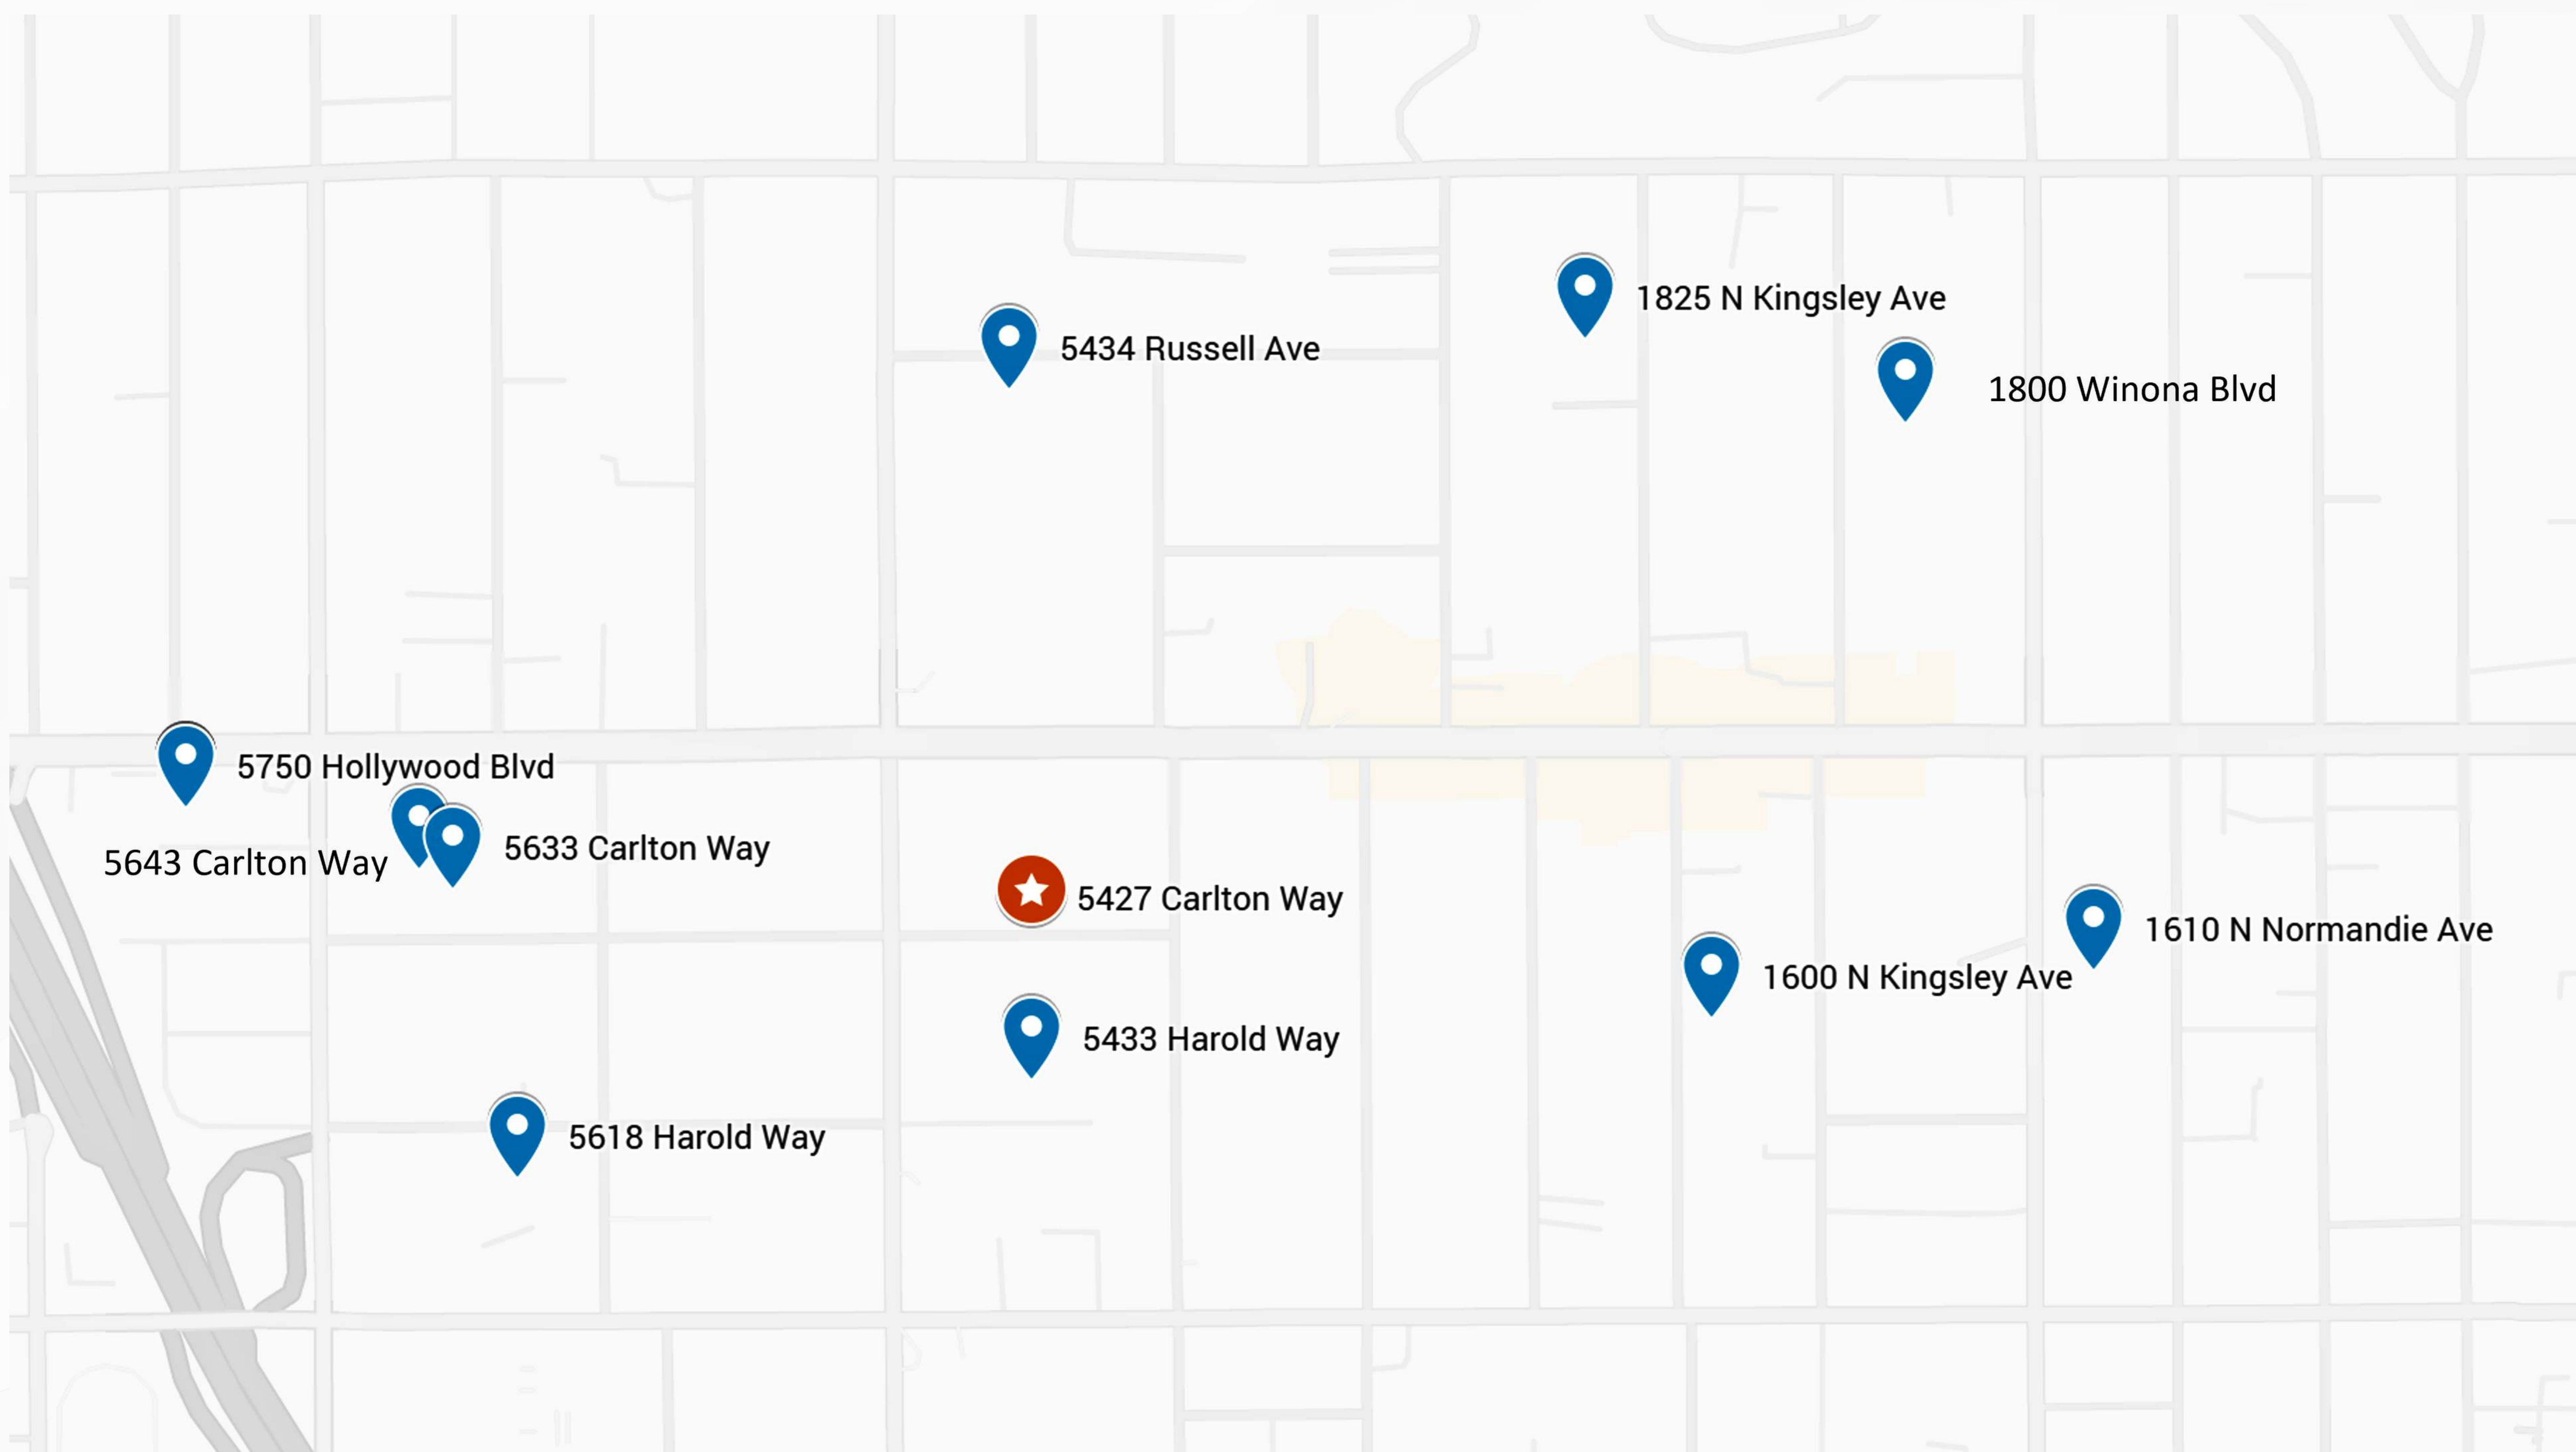 1825 N Kingsley Ave
5434 Russell Ave
1800 Winona Blvd
5750 Hollywood Blvd
5643 Carlton Way
5633 Carlton Way
5427 Carlton Way
1610 N Normandie Ave
1600 N Kingsley Ave
5433 Harold Way
5618 Harold Way